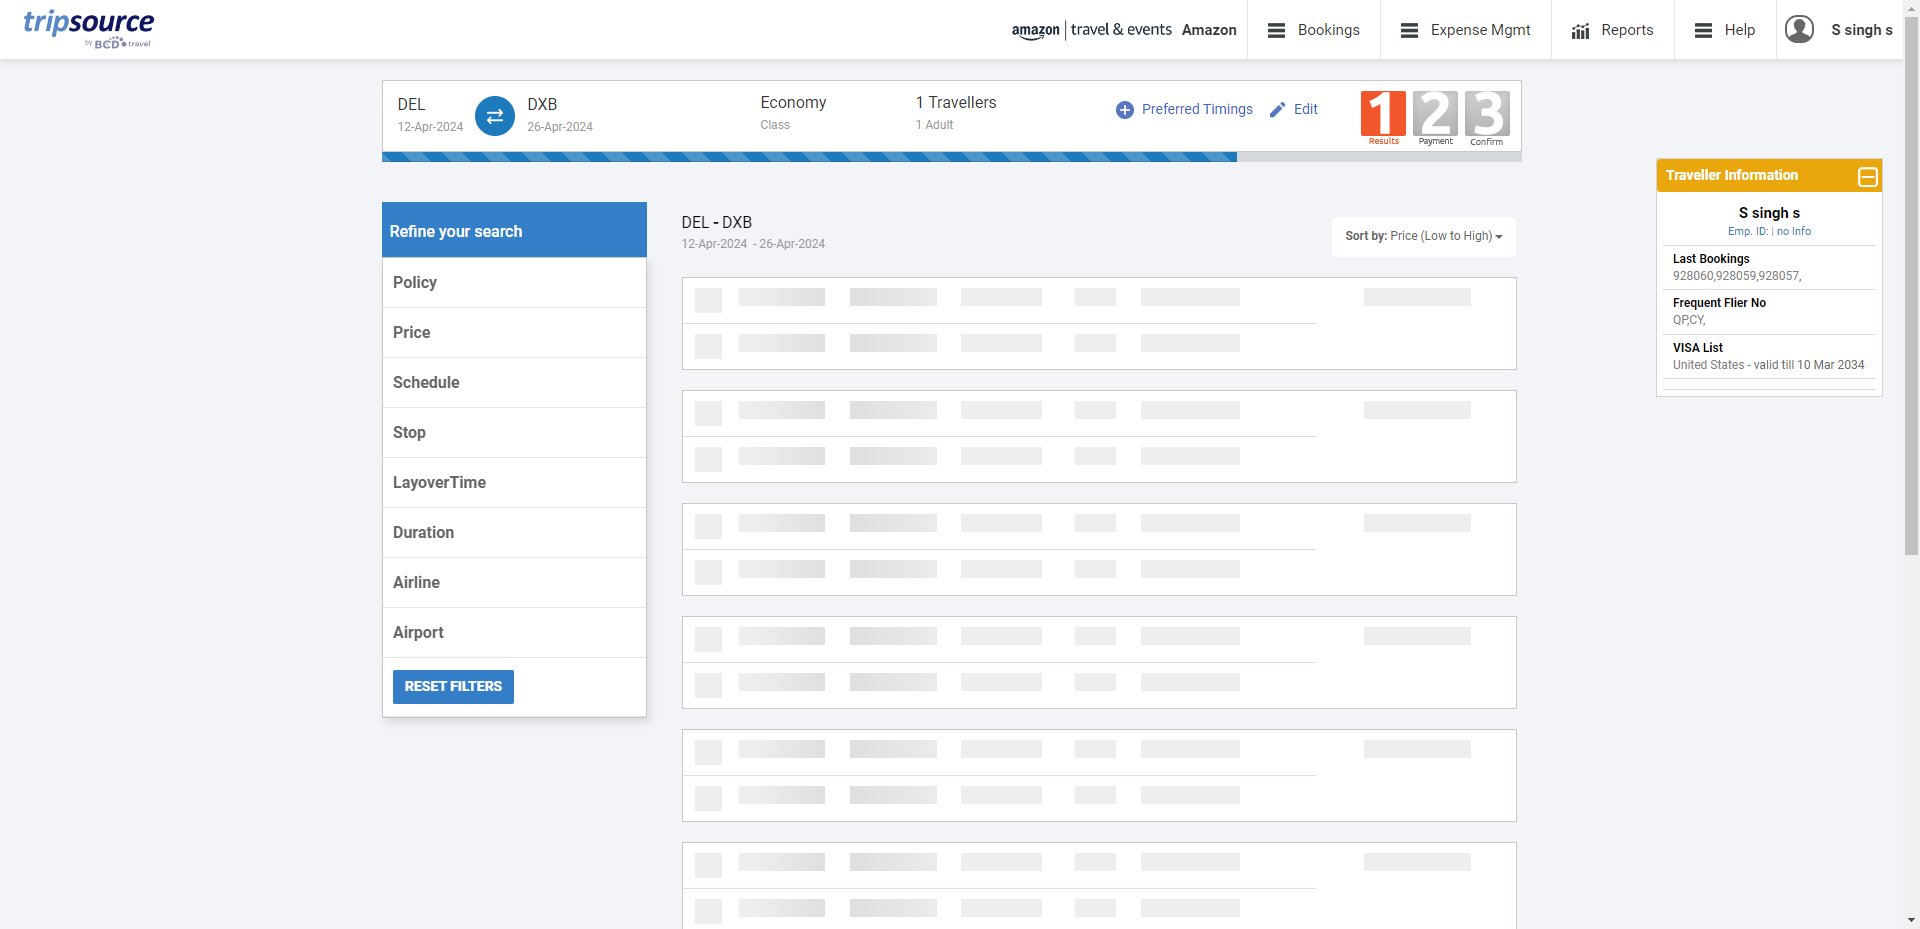 tripsource
by BCD travel
amazon | travel & events Amazon
Bookings
Expense Mgmt
Reports
Help
S singh s
DEL
12-Apr-2024
DXB
26-Apr-2024
Economy
Class
1 Travellers
1 Adult
Preferred Timings
Edit
1
Results
2
Payment
3
Confirm
Refine your search
Policy
Price
Schedule
Stop
LayoverTime
Duration
Airline
Airport
RESET FILTERS
DEL - DXB
12-Apr-2024 - 26-Apr-2024
Sort by: Price (Low to High)
Traveller Information
S singh s
Emp. ID: | no Info
Last Bookings
928060,928059,928057,
Frequent Flier No
QP,CY,
VISA List
United States - valid till 10 Mar 2034